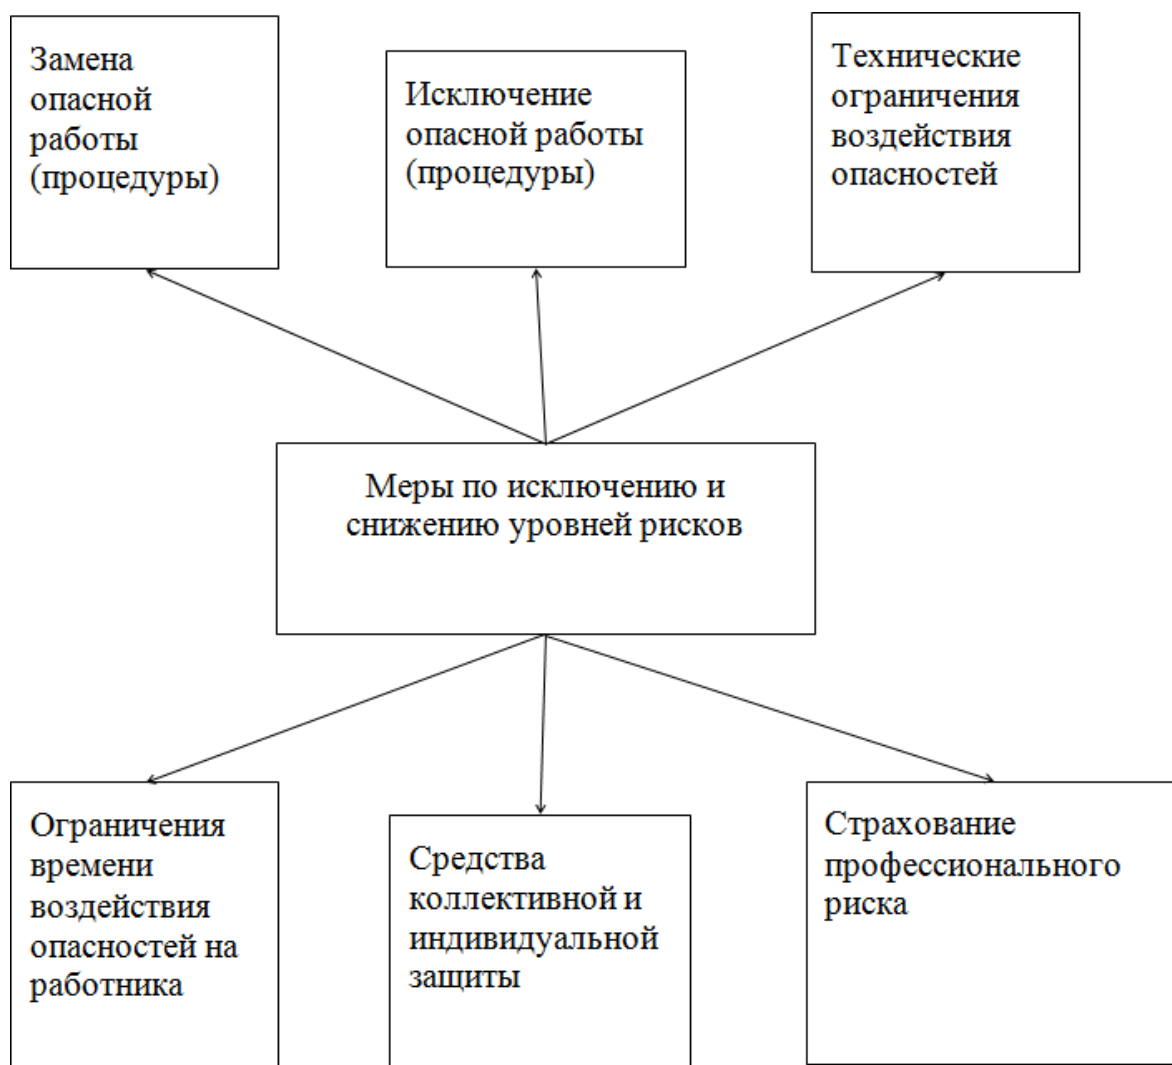 Замена
опасной
работы
(процедуры)
Исключение
опасной работы
(процедуры)
Технические
ограничения
воздействия
опасностей
Меры по исключению и
снижению уровней рисков
Ограничения
времени
воздействия
опасностей на
работника
Средства
коллективной и
индивидуальной
защиты
Страхование
профессионального
риска